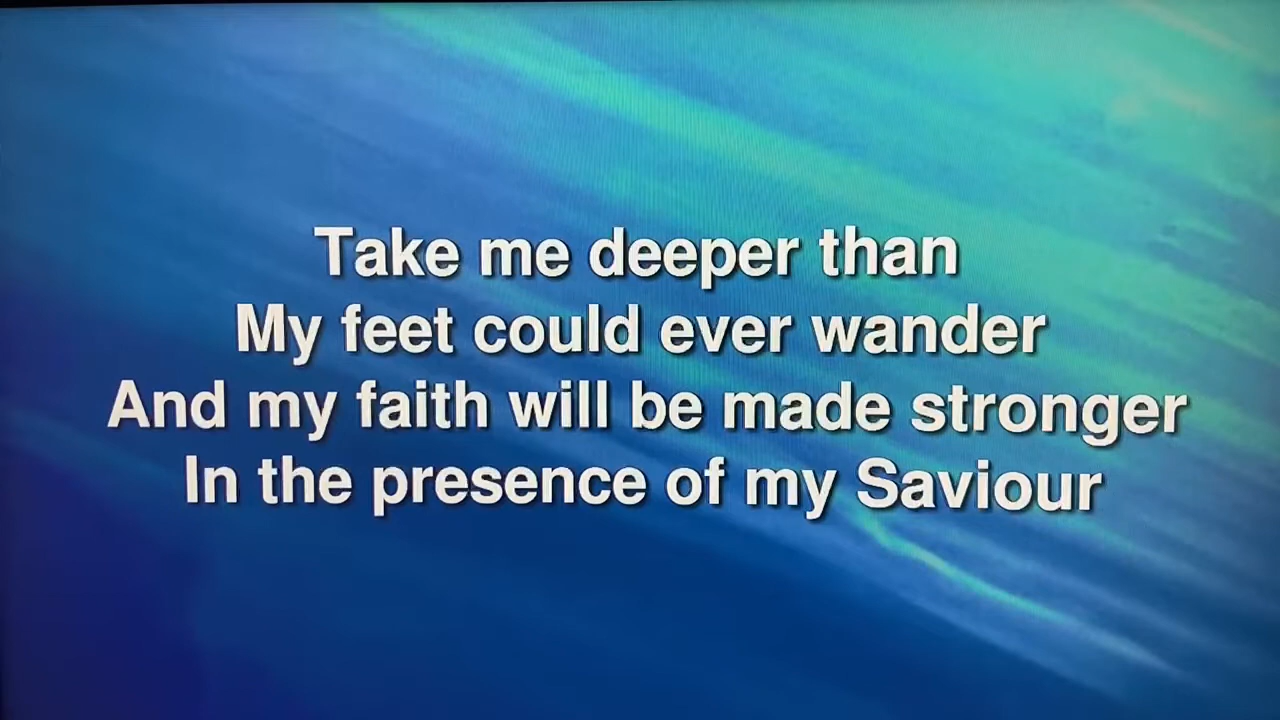 Take me deeper than
My feet could ever wander
And my faith will be made stronger
In the presence of my Saviour